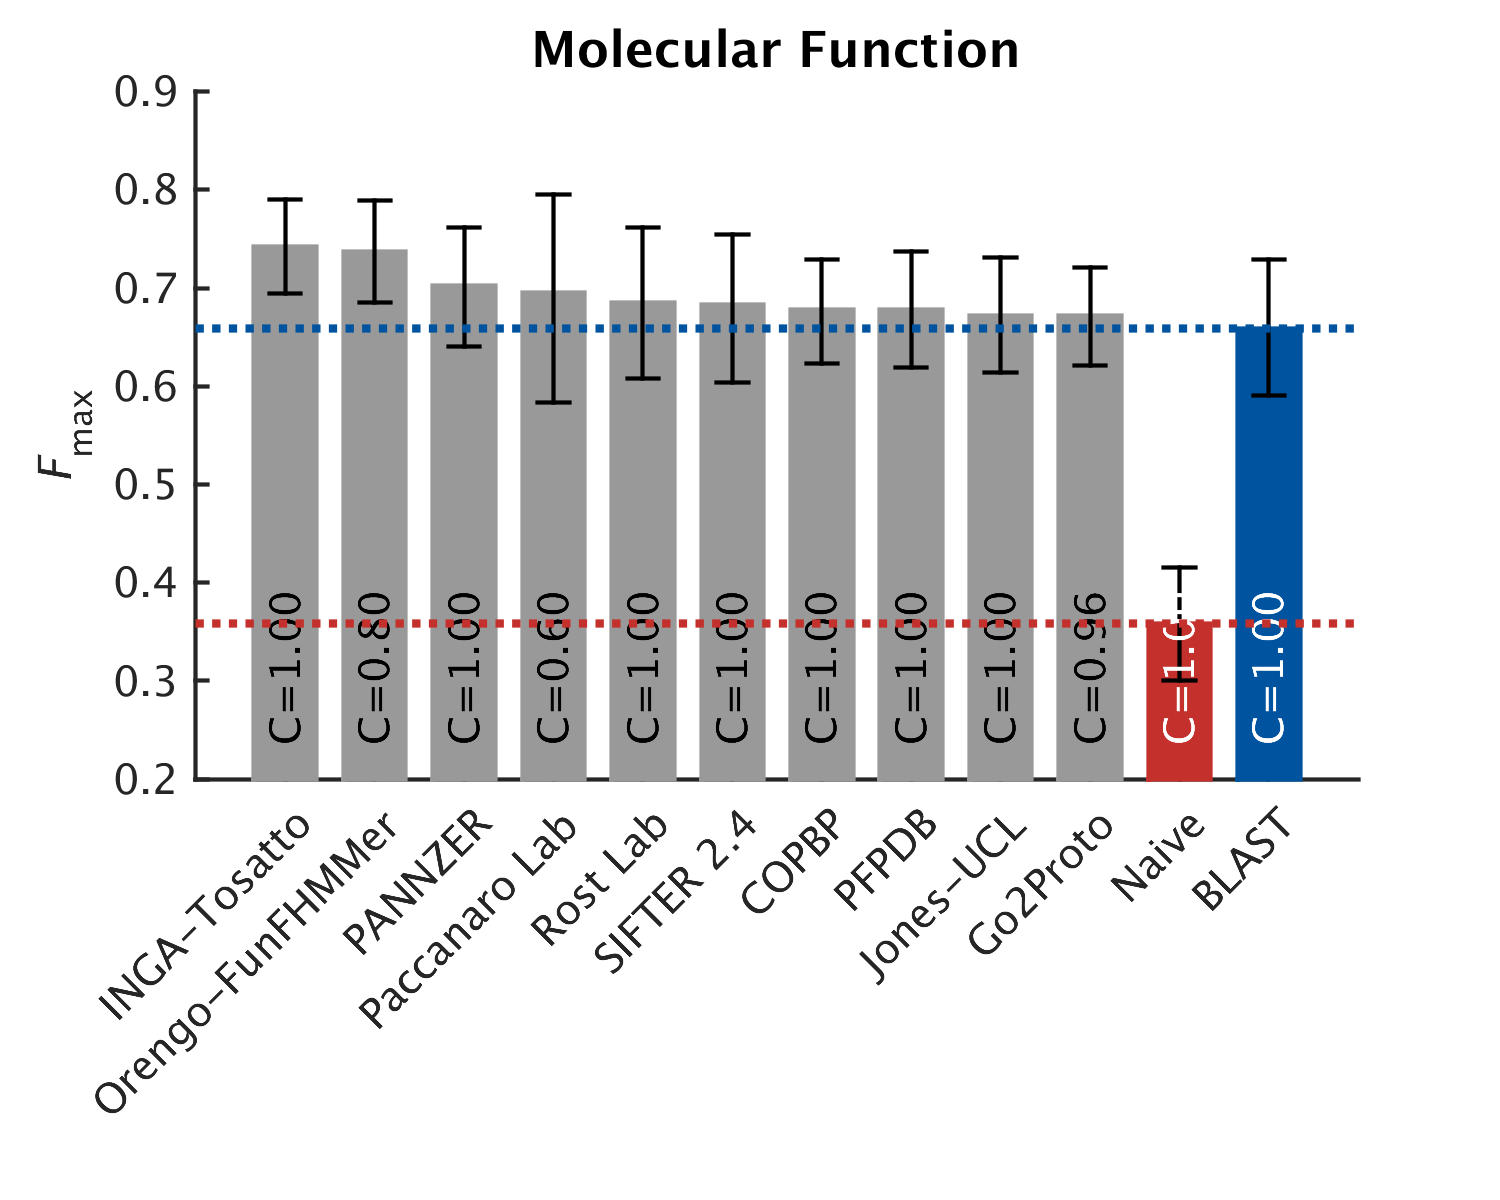 Molecular Function
0.9
0.8
0.7
0.6
0.5
0.4
0.3
0.2
Fmax
C=1.00
C=0.80
C=1.00
C=0.60
C=1.00
C=1.00
C=1.00
C=1.00
C=1.00
C=0.96
C=1.0
C=1.00
INGA-Tosatto
Orengo-FunFHMMer
PANNZER
Paccanaro Lab
Rost Lab
SIFTER 2.4
COPBP
PFPDB
Jones-UCL
Go2Proto
Naive
BLAST